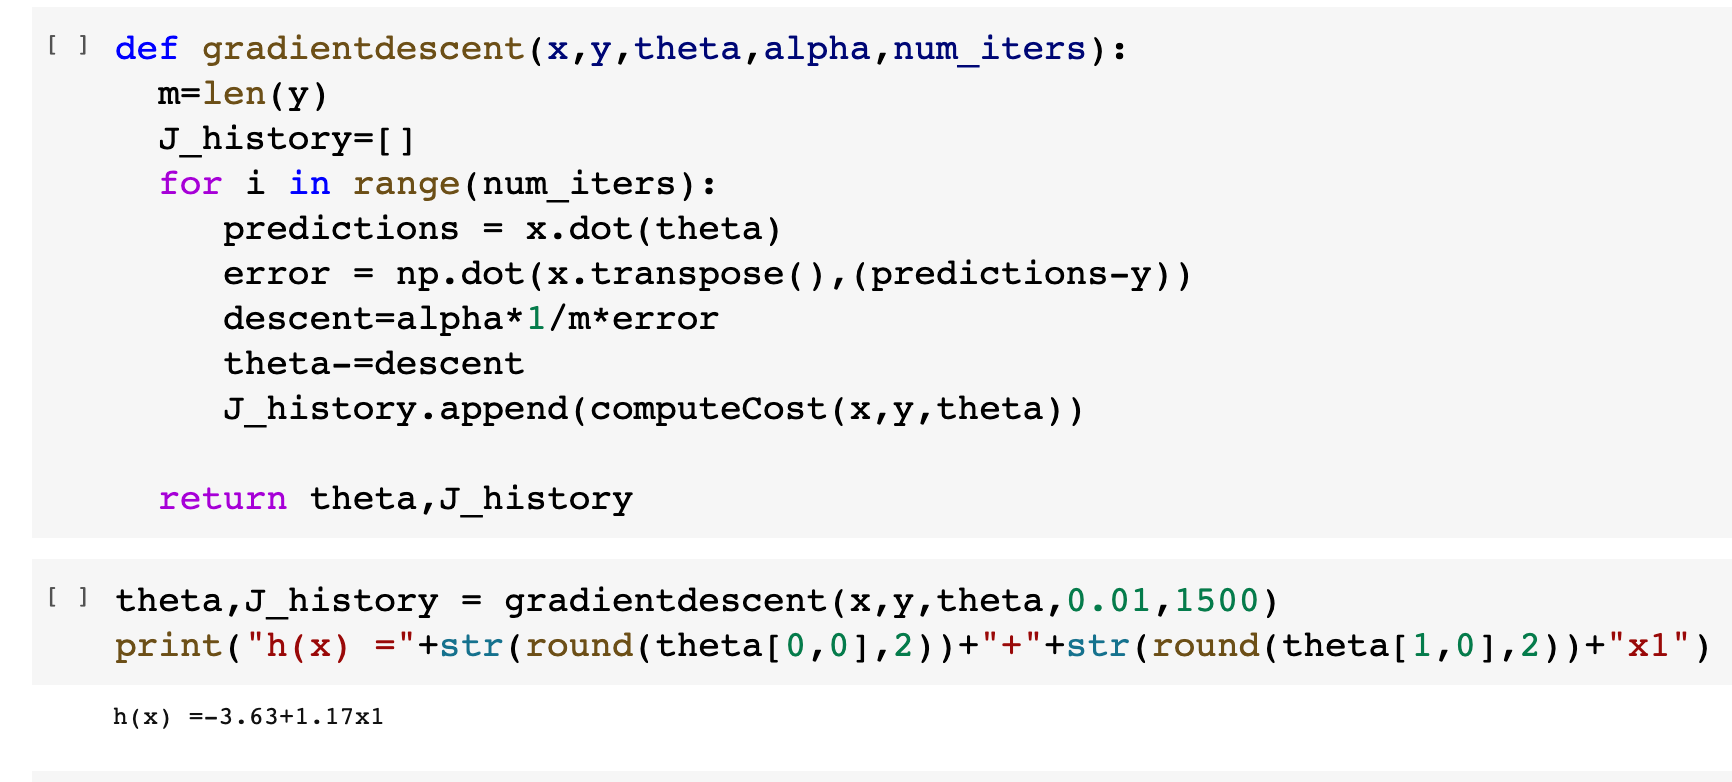 [ ] def gradientdescent(x,y,theta,alpha,num_iters):
m=len(y)
J_history=[]
for i in range(num_iters):
predictions = x.dot(theta)
error = np.dot(x.transpose(),(predictions-y))
descent=alpha*1/m*error
theta-=descent
J_history.append(computeCost(x,y,theta))
return theta,J_history
[ ] theta,J_history = gradientdescent(x,y,theta,0.01,1500)
print("h(x) ="+str(round(theta[0,0],2))+"+"+str(round(theta[1,0],2))+"x1")
h(x) =-3.63+1.17x1